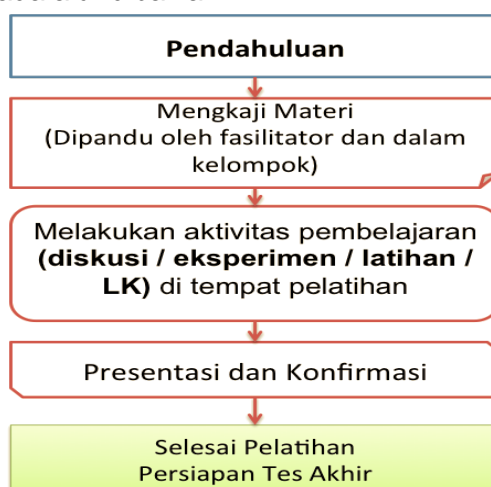 Pendahuluan
Mengkaji Materi
(Dipandu oleh fasilitator dan dalam
kelompok)
Melakukan aktivitas pembelajaran
(diskusi / eksperimen / latihan /
LK) di tempat pelatihan
Presentasi dan Konfirmasi
Selesai Pelatihan
Persiapan Tes Akhir